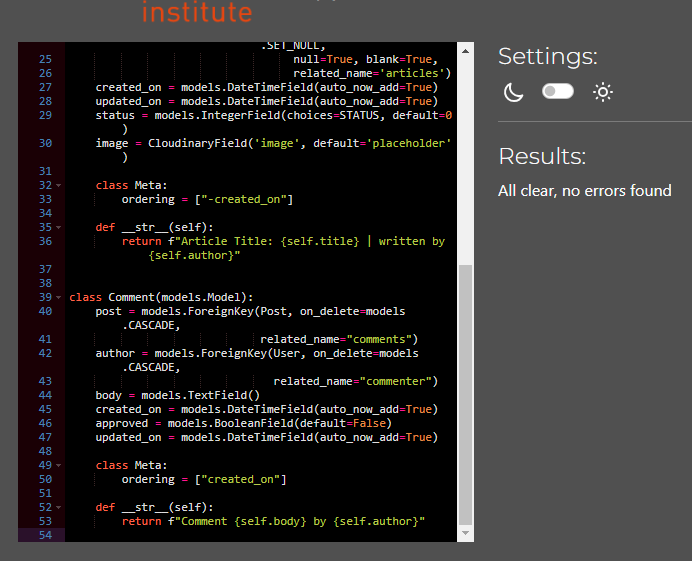 institute
.SET_NULL,
25 null=True, blank=True,
26 related_name='articles')
27 created_on = models.DateTimeField(auto_now_add=True)
28 updated_on = models.DateTimeField(auto_now_add=True)
29 status = models.IntegerField(choices=STATUS, default=0
)
30 image = CloudinaryField('image', default='placeholder'
)
31
32 class Meta:
33 ordering = ["-created_on"]
34
35 def __str__(self):
36 return f"Article Title: {self.title} | written by
{self.author}"
37
38
39 class Comment(models.Model):
40 post = models.ForeignKey(Post, on_delete=models
.CASCADE,
41 related_name="comments")
42 author = models.ForeignKey(User, on_delete=models
.CASCADE,
43 related_name="commenter")
44 body = models.TextField()
45 created_on = models.DateTimeField(auto_now_add=True)
46 approved = models.BooleanField(default=False)
47 updated_on = models.DateTimeField(auto_now_add=True)
48
49 class Meta:
50 ordering = ["created_on"]
51
52 def __str__(self):
53 return f"Comment {self.body} by {self.author}"
54
Settings:
Results:
All clear, no errors found